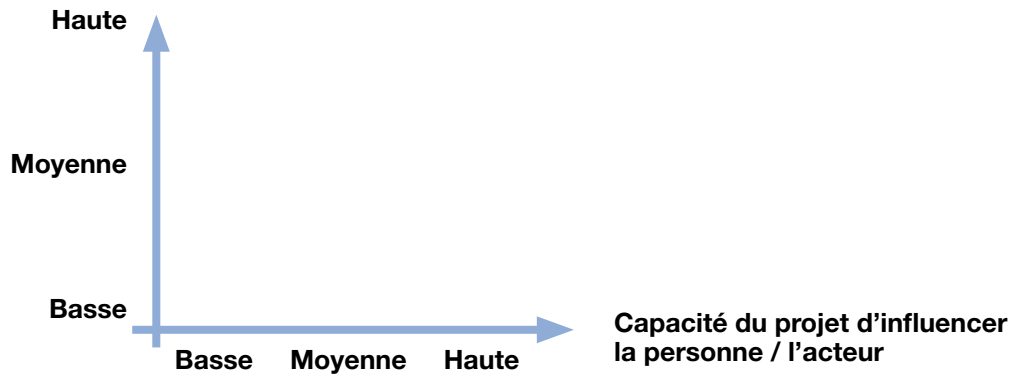 Haute
Moyenne
Basse
Basse Moyenne Haute
Capacité du projet d’influencer
la personne / l’acteur